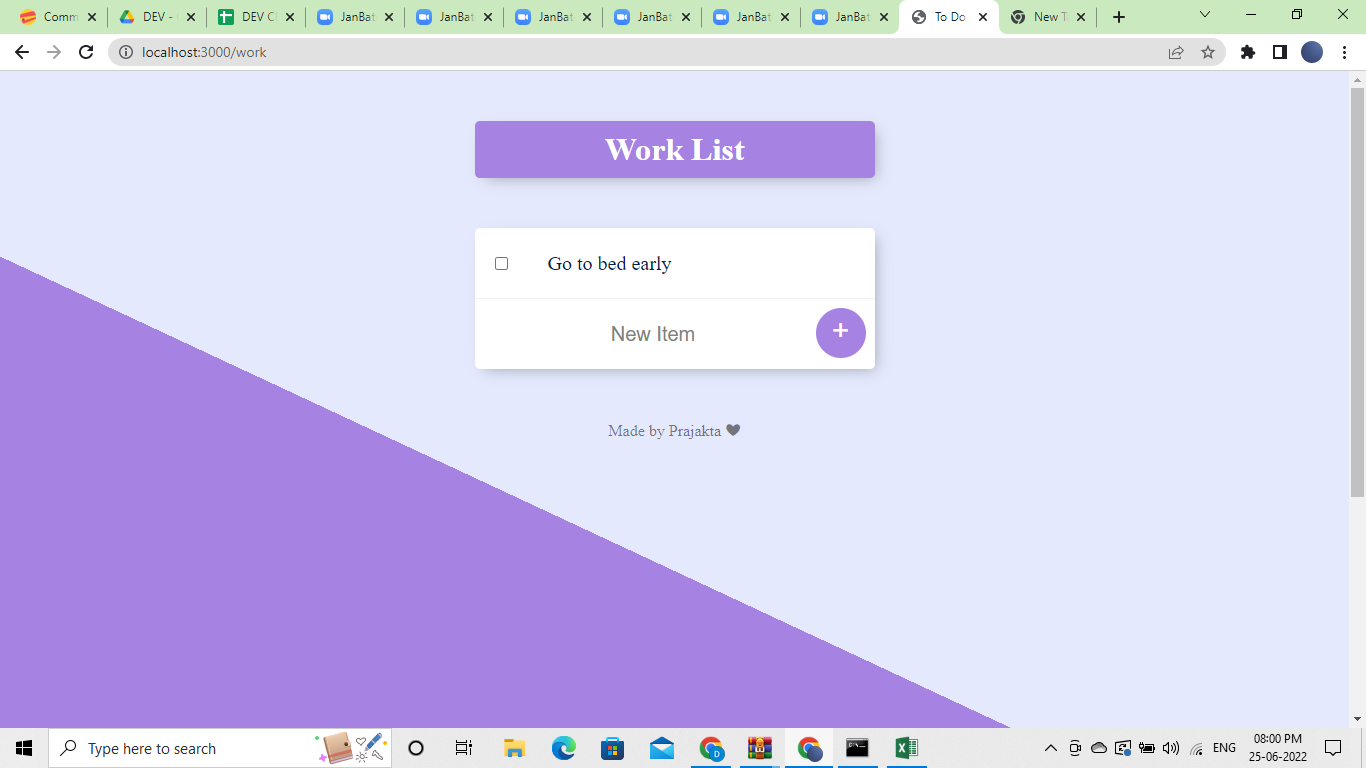 Comm
DEV -
DEV C
JanBat
JanBat
JanBat
JanBat
JanBat
JanBat
To Do
New T
localhost:3000/work
Work List
Go to bed early
New Item
+
Made by Prajakta
Type here to search
D
ENG
08:00 PM
25-06-2022